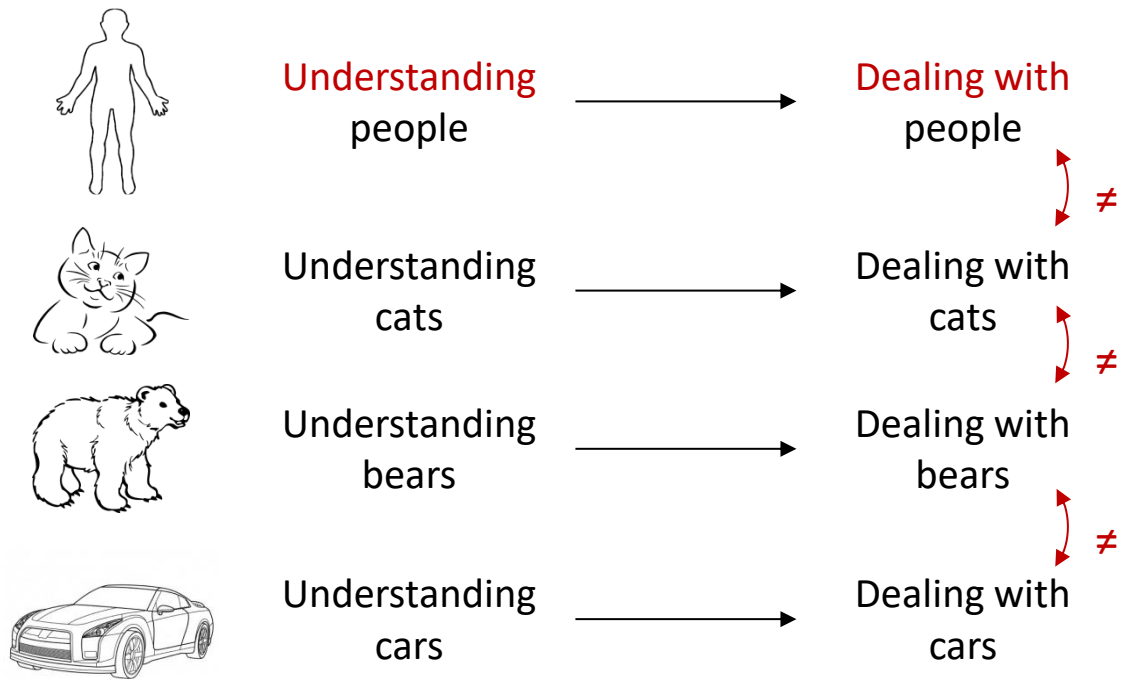 Understanding
people
Dealing with
people
≠
Understanding
cats
Dealing with
cats
≠
Understanding
bears
Dealing with
bears
≠
Understanding
cars
Dealing with
cars